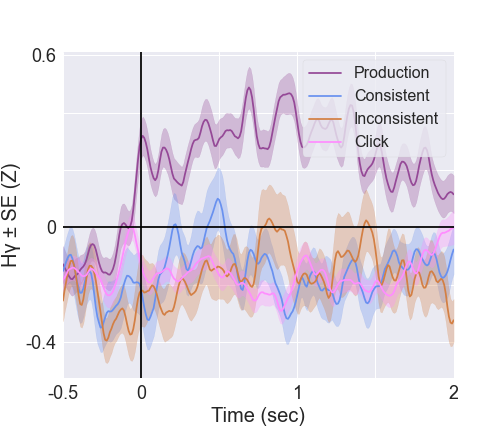 0.6
Production
Consistent
Inconsistent
Click
Hγ ± SE (Z)
0
-0.4
-0.5 0 1 2
Time (sec)